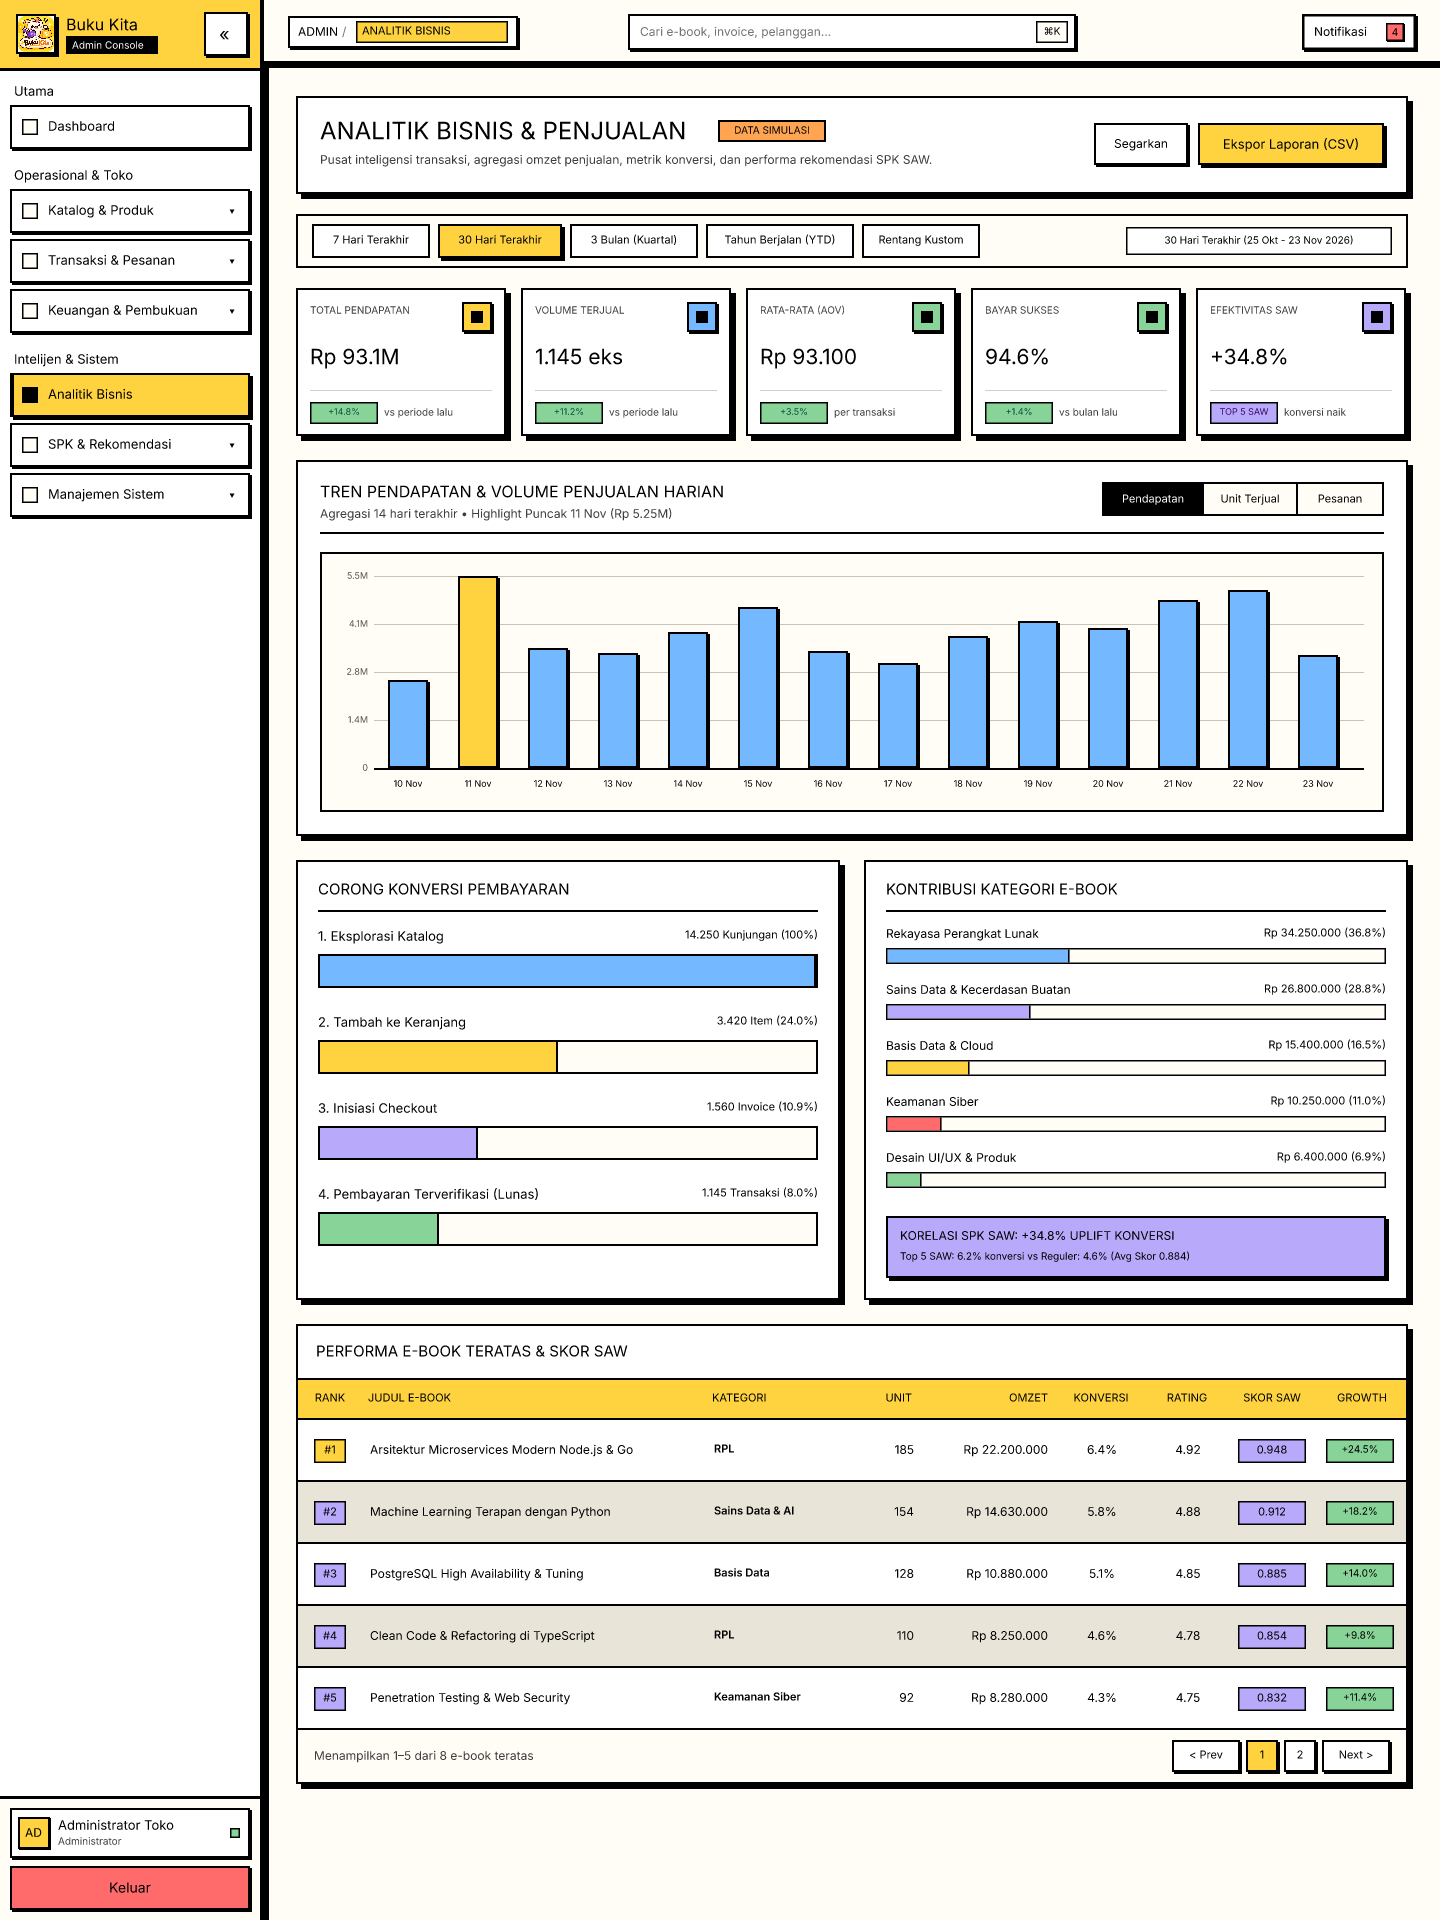 Buku Kita
Admin Console
«
ADMIN / ANALITIK BISNIS
Cari e-book, invoice, pelanggan...
⌘K
Notifikasi 4
Utama
Dashboard
Operasional & Toko
Katalog & Produk
Transaksi & Pesanan
Keuangan & Pembukuan
Intelijen & Sistem
Analitik Bisnis
SPK & Rekomendasi
Manajemen Sistem
AD
Administrator Toko
Administrator
Keluar
ANALITIK BISNIS & PENJUALAN DATA SIMULASI
Pusat inteligensi transaksi, agregasi omzet penjualan, metrik konversi, dan performa rekomendasi SPK SAW.
Segarkan Ekspor Laporan (CSV)
7 Hari Terakhir 30 Hari Terakhir 3 Bulan (Kuartal) Tahun Berjalan (YTD) Rentang Kustom 30 Hari Terakhir (25 Okt - 23 Nov 2026)
TOTAL PENDAPATAN
Rp 93.1M
+14.8% vs periode lalu
VOLUME TERJUAL
1.145 eks
+11.2% vs periode lalu
RATA-RATA (AOV)
Rp 93.100
+3.5% per transaksi
BAYAR SUKSES
94.6%
+1.4% vs bulan lalu
EFEKTIVITAS SAW
+34.8%
TOP 5 SAW konversi naik
TREN PENDAPATAN & VOLUME PENJUALAN HARIAN
Agregasi 14 hari terakhir • Highlight Puncak 11 Nov (Rp 5.25M)
Pendapatan Unit Terjual Pesanan
5.5M
4.1M
2.8M
1.4M
0
10 Nov 11 Nov 12 Nov 13 Nov 14 Nov 15 Nov 16 Nov 17 Nov 18 Nov 19 Nov 20 Nov 21 Nov 22 Nov 23 Nov
CORONG KONVERSI PEMBAYARAN
1. Eksplorasi Katalog 14.250 Kunjungan (100%)
2. Tambah ke Keranjang 3.420 Item (24.0%)
3. Inisiasi Checkout 1.560 Invoice (10.9%)
4. Pembayaran Terverifikasi (Lunas) 1.145 Transaksi (8.0%)
KONTRIBUSI KATEGORI E-BOOK
Rekayasa Perangkat Lunak Rp 34.250.000 (36.8%)
Sains Data & Kecerdasan Buatan Rp 26.800.000 (28.8%)
Basis Data & Cloud Rp 15.400.000 (16.5%)
Keamanan Siber Rp 10.250.000 (11.0%)
Desain UI/UX & Produk Rp 6.400.000 (6.9%)
KORELASI SPK SAW: +34.8% UPLIFT KONVERSI
Top 5 SAW: 6.2% konversi vs Reguler: 4.6% (Avg Skor 0.884)
PERFORMA E-BOOK TERATAS & SKOR SAW
RANK JUDUL E-BOOK KATEGORI UNIT OMZET KONVERSI RATING SKOR SAW GROWTH
#1 Arsitektur Microservices Modern Node.js & Go RPL 185 Rp 22.200.000 6.4% 4.92 0.948 +24.5%
#2 Machine Learning Terapan dengan Python Sains Data & AI 154 Rp 14.630.000 5.8% 4.88 0.912 +18.2%
#3 PostgreSQL High Availability & Tuning Basis Data 128 Rp 10.880.000 5.1% 4.85 0.885 +14.0%
#4 Clean Code & Refactoring di TypeScript RPL 110 Rp 8.250.000 4.6% 4.78 0.854 +9.8%
#5 Penetration Testing & Web Security Keamanan Siber 92 Rp 8.280.000 4.3% 4.75 0.832 +11.4%
Menampilkan 1–5 dari 8 e-book teratas
< Prev 1 2 Next >